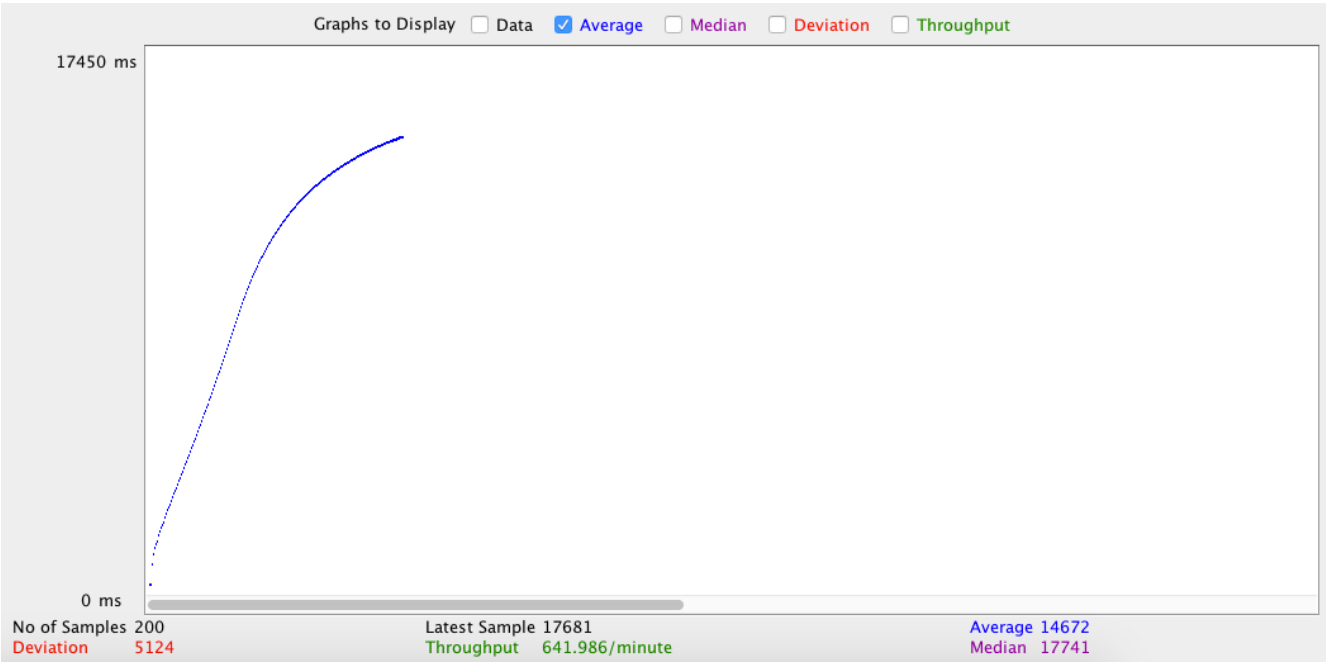 Graphs to Display Data Average Median Deviation Throughput
17450 ms
0 ms
No of Samples 200 Latest Sample 17681 Average 14672
Deviation 5124 Throughput 641.986/minute Median 17741